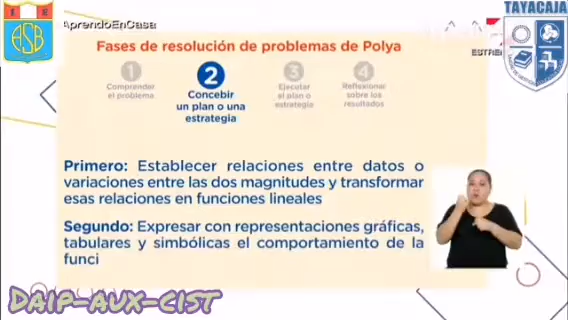 AprendoEnCasa
TAYACAJA
ESB
Fases de resolución de problemas de Polya
ESTREN
1
Comprender
el problema
2
Concebir
un plan o una
estrategia
3
Ejecutar
el plan o
estrategia
4
Reflexionar
sobre los
resultados
Primero: Establecer relaciones entre datos o
variaciones entre las dos magnitudes y transformar
esas relaciones en funciones lineales
Segundo: Expresar con representaciones gráficas,
tabulares y simbólicas el comportamiento de la
funci
Daip-aux-cist